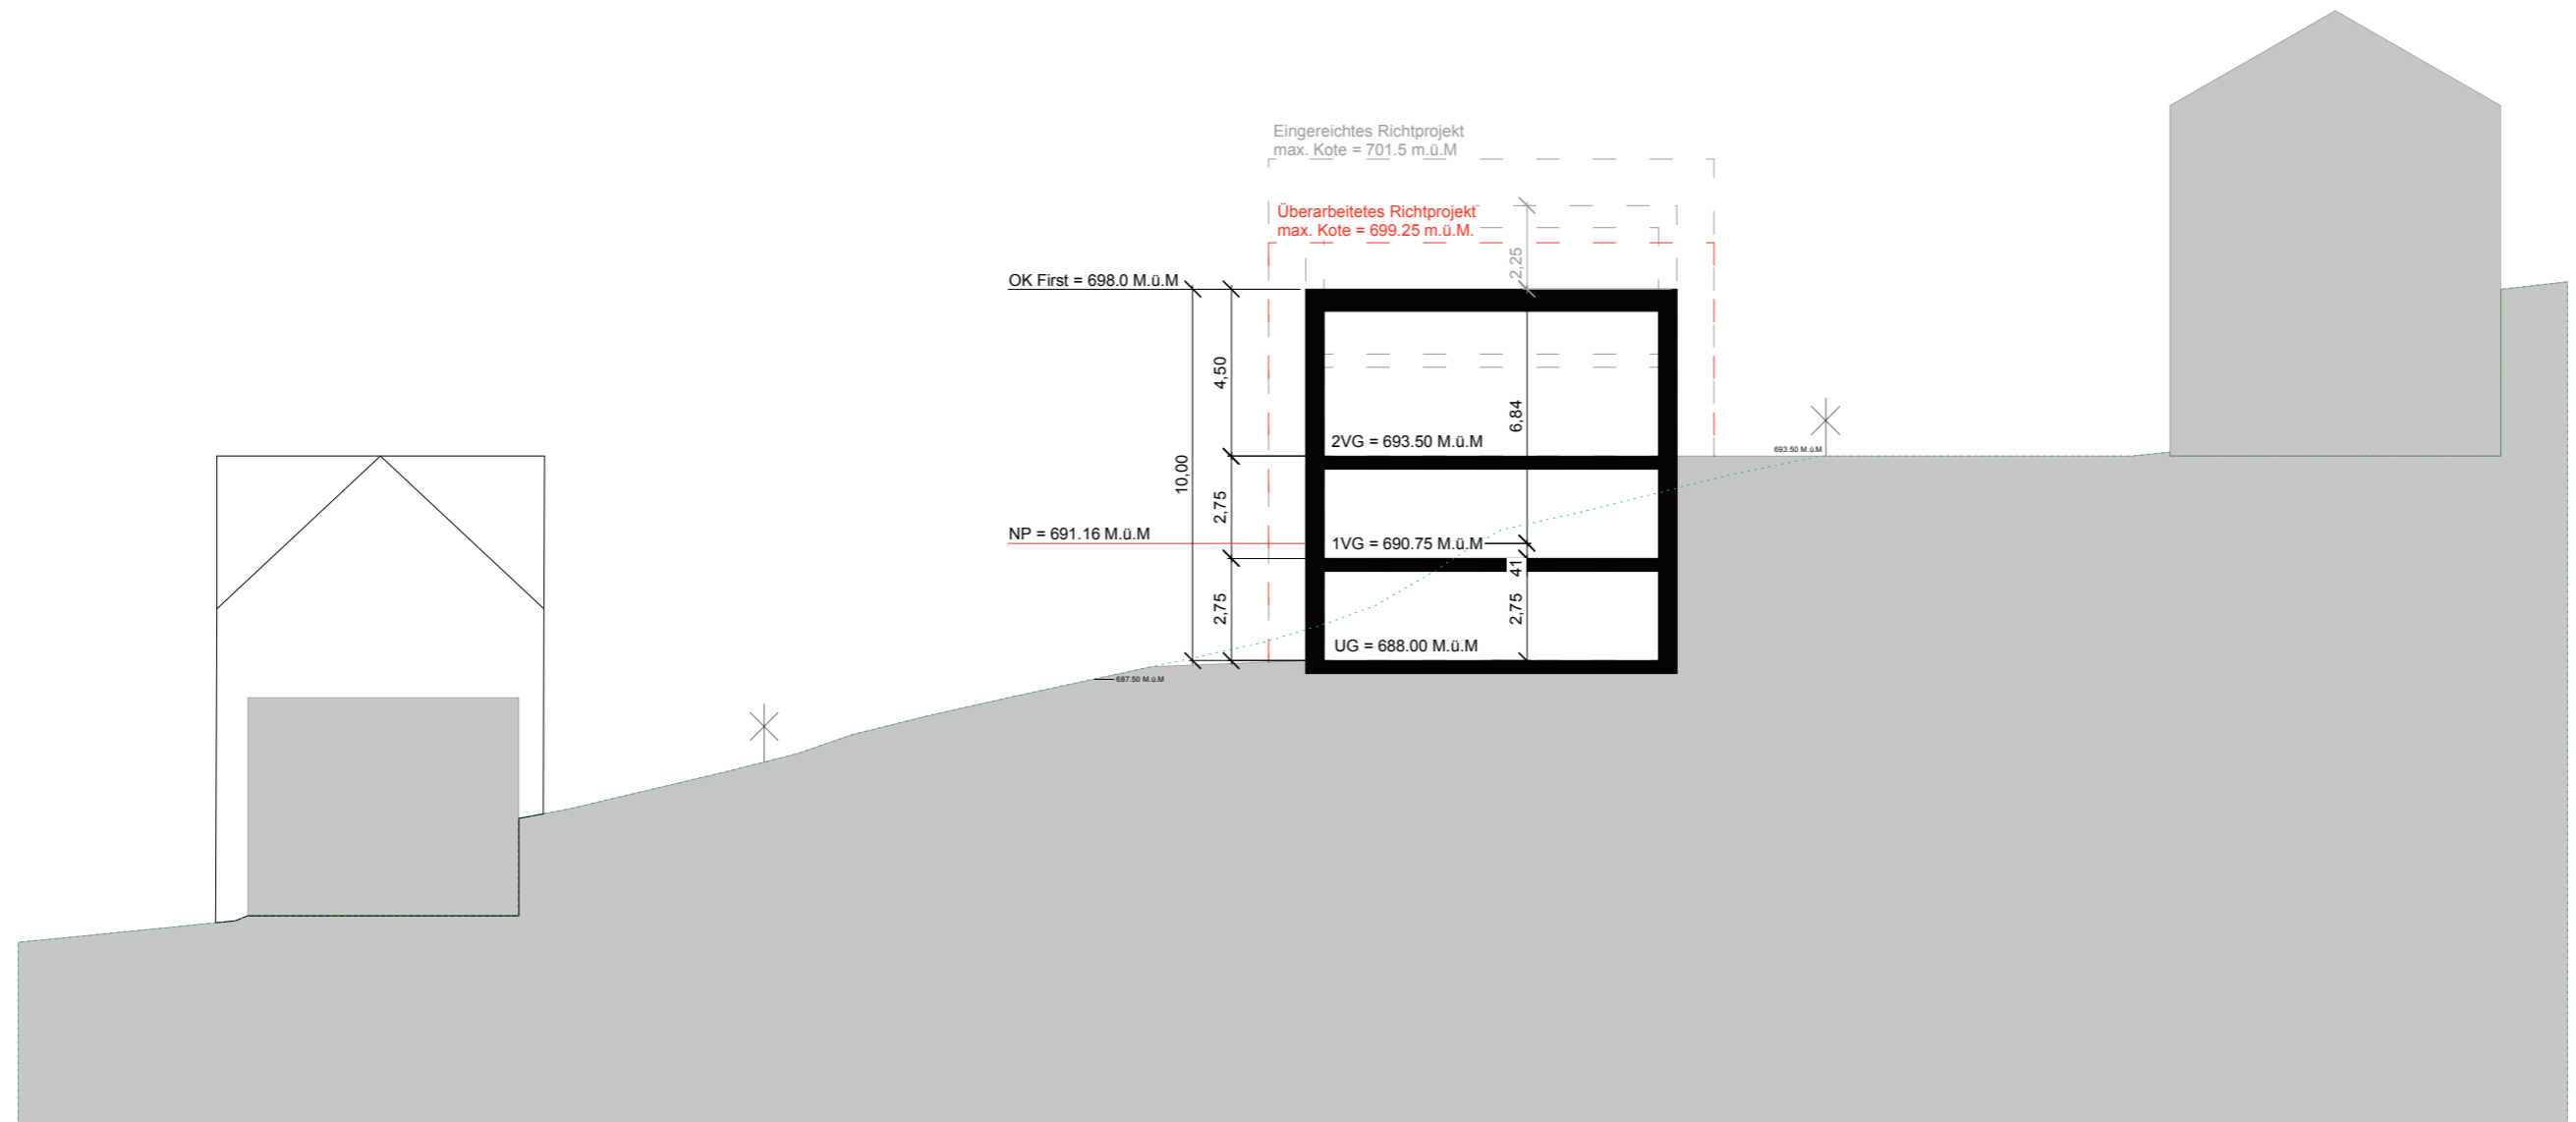 Eingereichtes Richtprojekt
max. Kote = 701.5 m.ü.M
Überarbeitetes Richtprojekt
max. Kote = 699.25 m.ü.M.
2,25
OK First = 698.0 M.ü.M
4,50
6,84
2VG = 693.50 M.ü.M
693.50 M.ü.M
10,00
2,75
NP = 691.16 M.ü.M
1VG = 690.75 M.ü.M
41
2,75
2,75
UG = 688.00 M.ü.M
687.50 M.ü.M